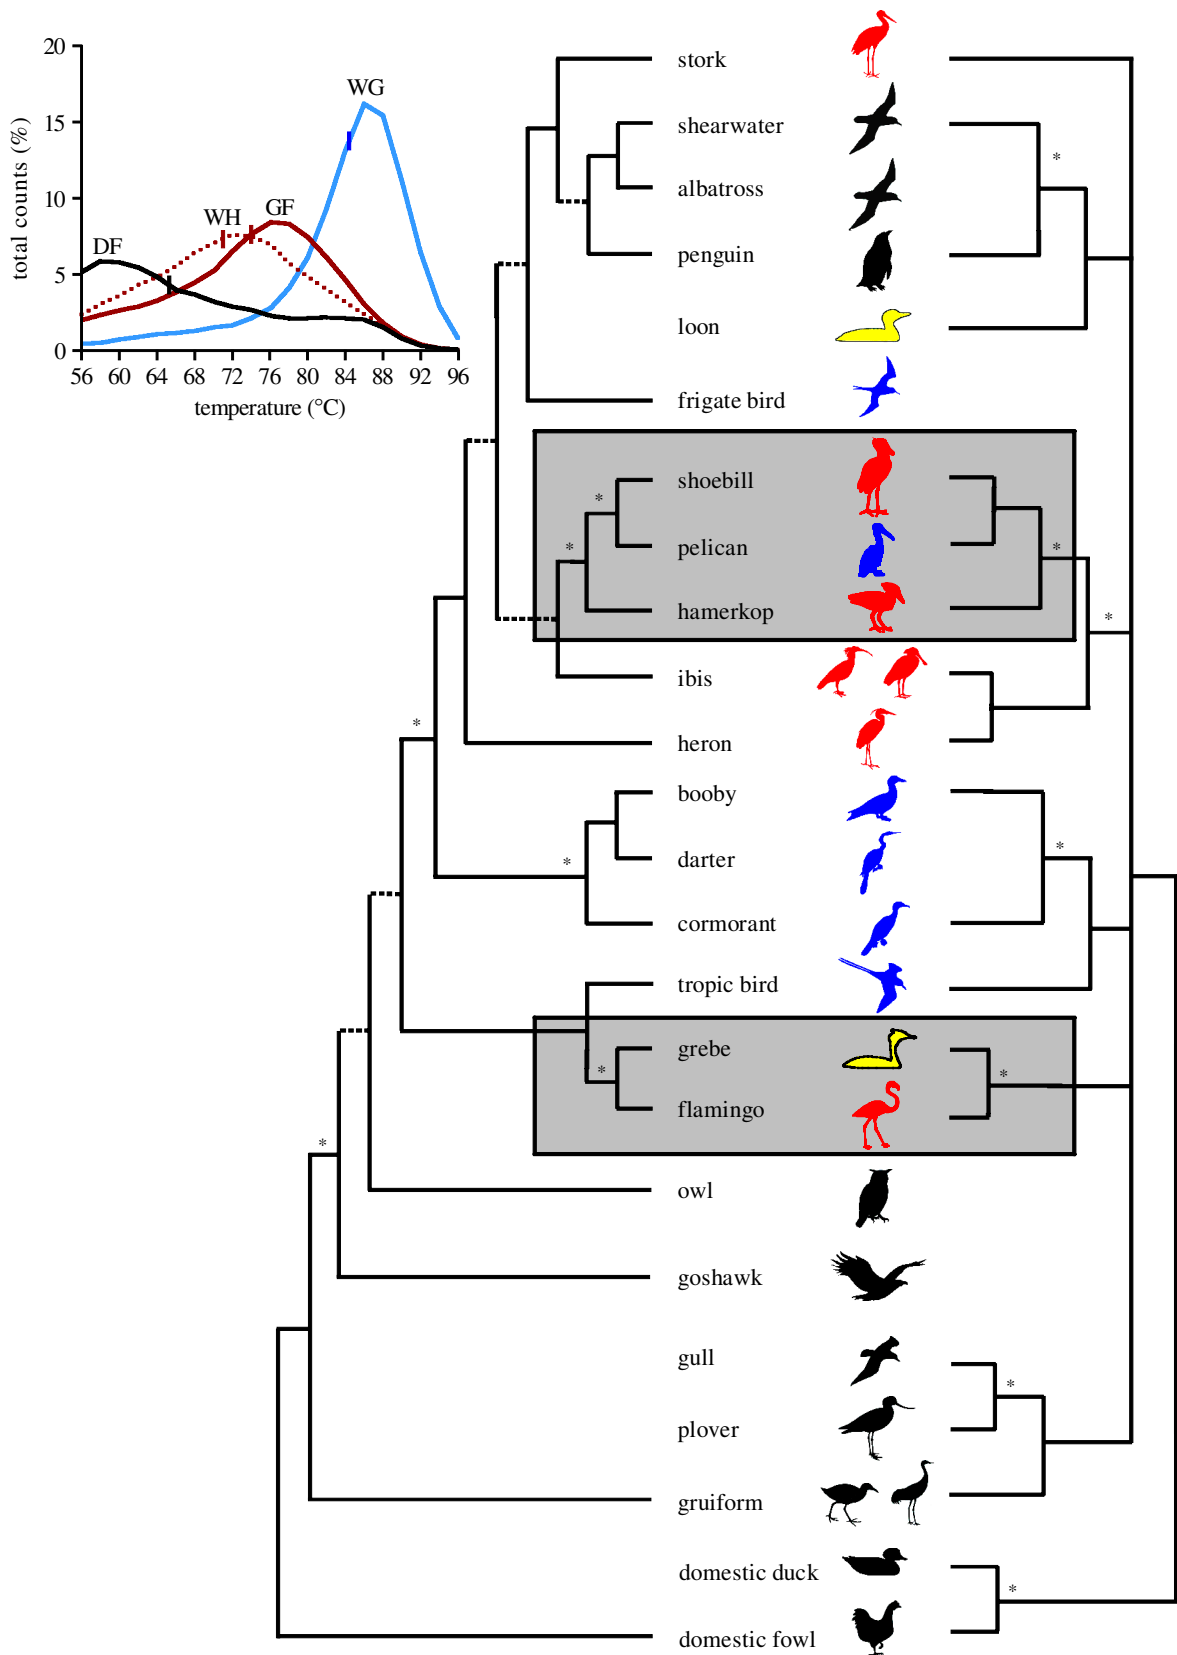 20
15
10
5
0
total counts (%)
WG
WH
GF
DF
56 60 64 68 72 76 80 84 88 92 96
temperature (°C)
stork
shearwater
*
albatross
penguin
loon
frigate bird
shoebill
*
pelican
* *
hamerkop
*
ibis
*
heron
booby
darter
* *
cormorant
tropic bird
grebe
* *
flamingo
*
owl
goshawk
gull
*
plover
gruiform
domestic duck
*
domestic fowl